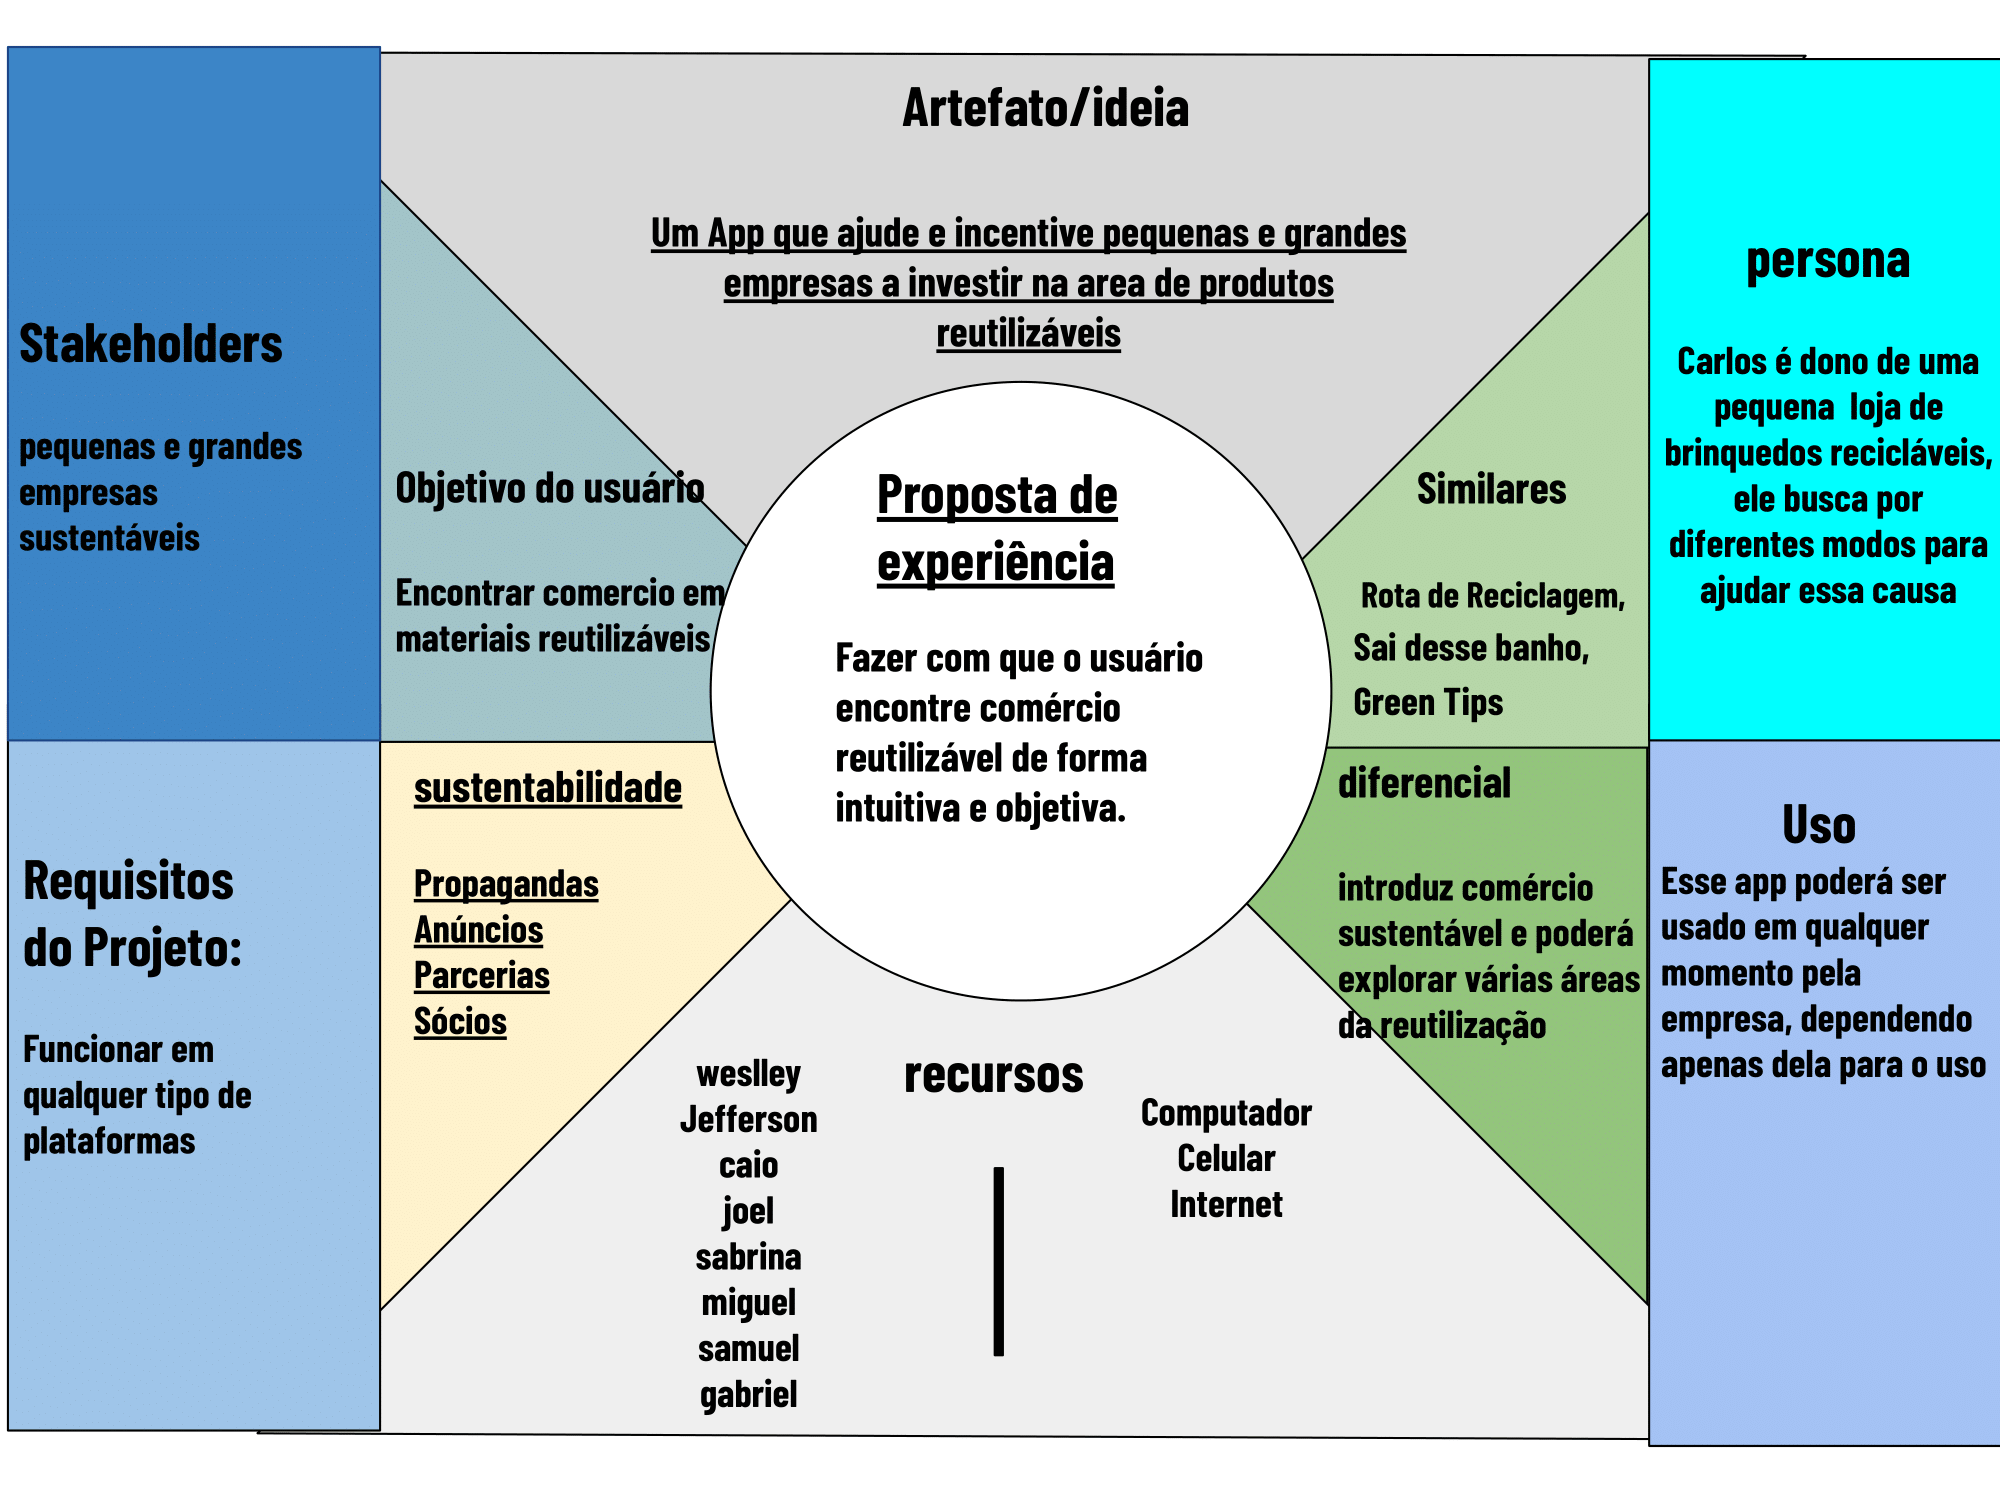 Artefato/ideia
Um App que ajude e incentive pequenas e grandes
empresas a investir na area de produtos
reutilizáveis
Stakeholders
pequenas e grandes
empresas
sustentáveis
Objetivo do usuário
Encontrar comercio em
materiais reutilizáveis
Proposta de
experiência
Fazer com que o usuário
encontre comércio
reutilizável de forma
intuitiva e objetiva.
Similares
Rota de Reciclagem,
Sai desse banho,
Green Tips
persona
Carlos é dono de uma
pequena  loja de
brinquedos recicláveis,
ele busca por
diferentes modos para
ajudar essa causa
Requisitos
do Projeto:
Funcionar em
qualquer tipo de
plataformas
sustentabilidade
Propagandas
Anúncios
Parcerias
Sócios
recursos
weslley
Jefferson
caio
joel
sabrina
miguel
samuel
gabriel
Computador
Celular
Internet
diferencial
introduz comércio
sustentável e poderá
explorar várias áreas
da reutilização
Uso
Esse app poderá ser
usado em qualquer
momento pela
empresa, dependendo
apenas dela para o uso